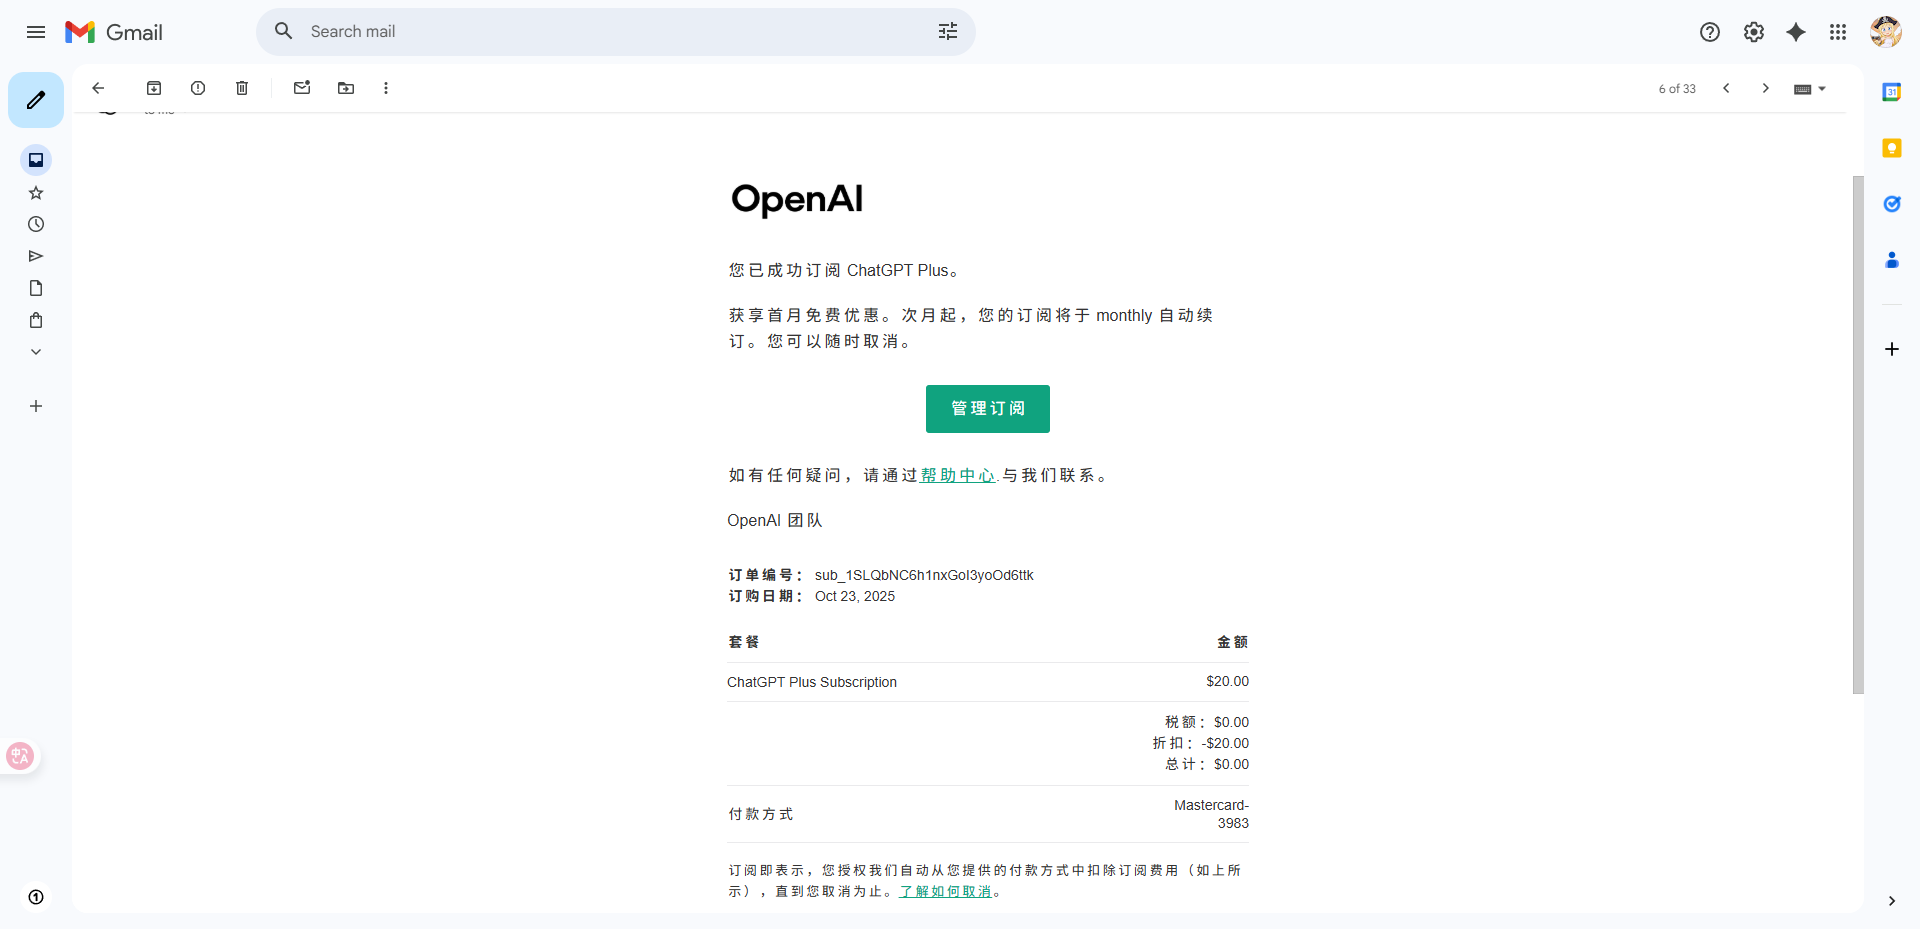 Gmail
Search mail
6 of 33
31
OpenAI
您已成功订阅 ChatGPT Plus。
获享首月免费优惠。次月起，您的订阅将于 monthly 自动续
订。您可以随时取消。
管理订阅
如有任何疑问，请通过帮助中心.与我们联系。
OpenAI 团队
订单编号： sub_1SLQbNC6h1nxGoI3yoOd6ttk
订购日期： Oct 23, 2025
套餐 金额
ChatGPT Plus Subscription $20.00
税额：$0.00
折扣：-$20.00
总计：$0.00
付款方式 Mastercard-
3983
订阅即表示，您授权我们自动从您提供的付款方式中扣除订阅费用（如上所
示），直到您取消为止。了解如何取消。